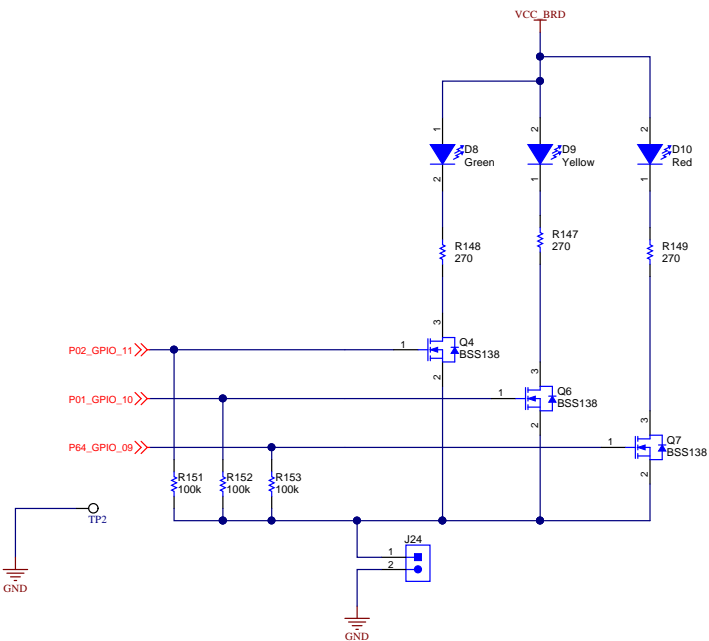 VCC_BRD
1
2
2
D8
Green
D9
Yellow
D10
Red
2
1
1
R148
270
R147
270
R149
270
3
P02_GPIO_11
1
Q4
BSS138
2
3
P01_GPIO_10
1
Q6
BSS138
2
3
P64_GPIO_09
1
Q7
BSS138
2
R151
100k
R152
100k
R153
100k
TP2
J24
1
2
GND
GND